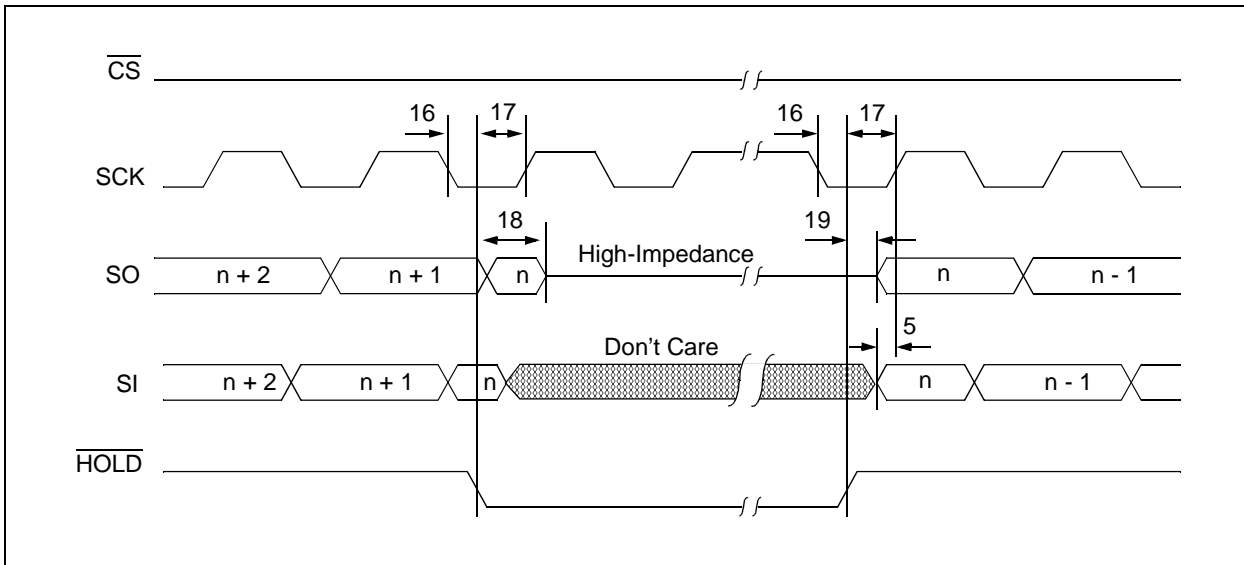 CS
16 17 16 17
SCK
18 19
High-Impedance
SO n + 2 n + 1 n n n - 1
5
Don't Care
SI n + 2 n + 1 n n n - 1
HOLD